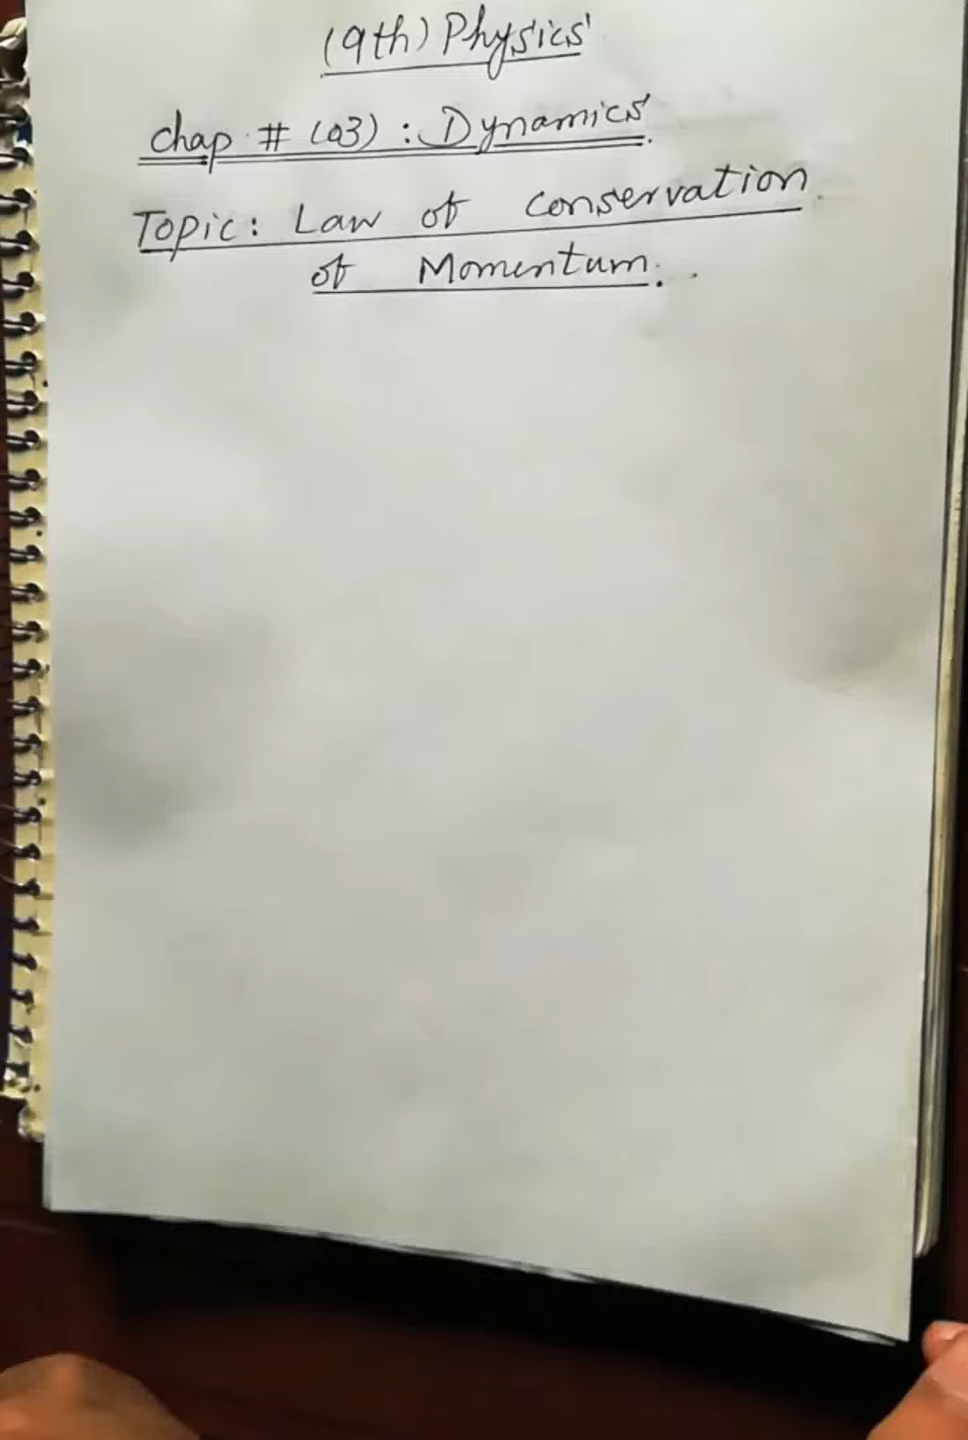 (9th) Physics
Chap # (03) : Dynamics.
Topic: Law of conservation
of Momentum.